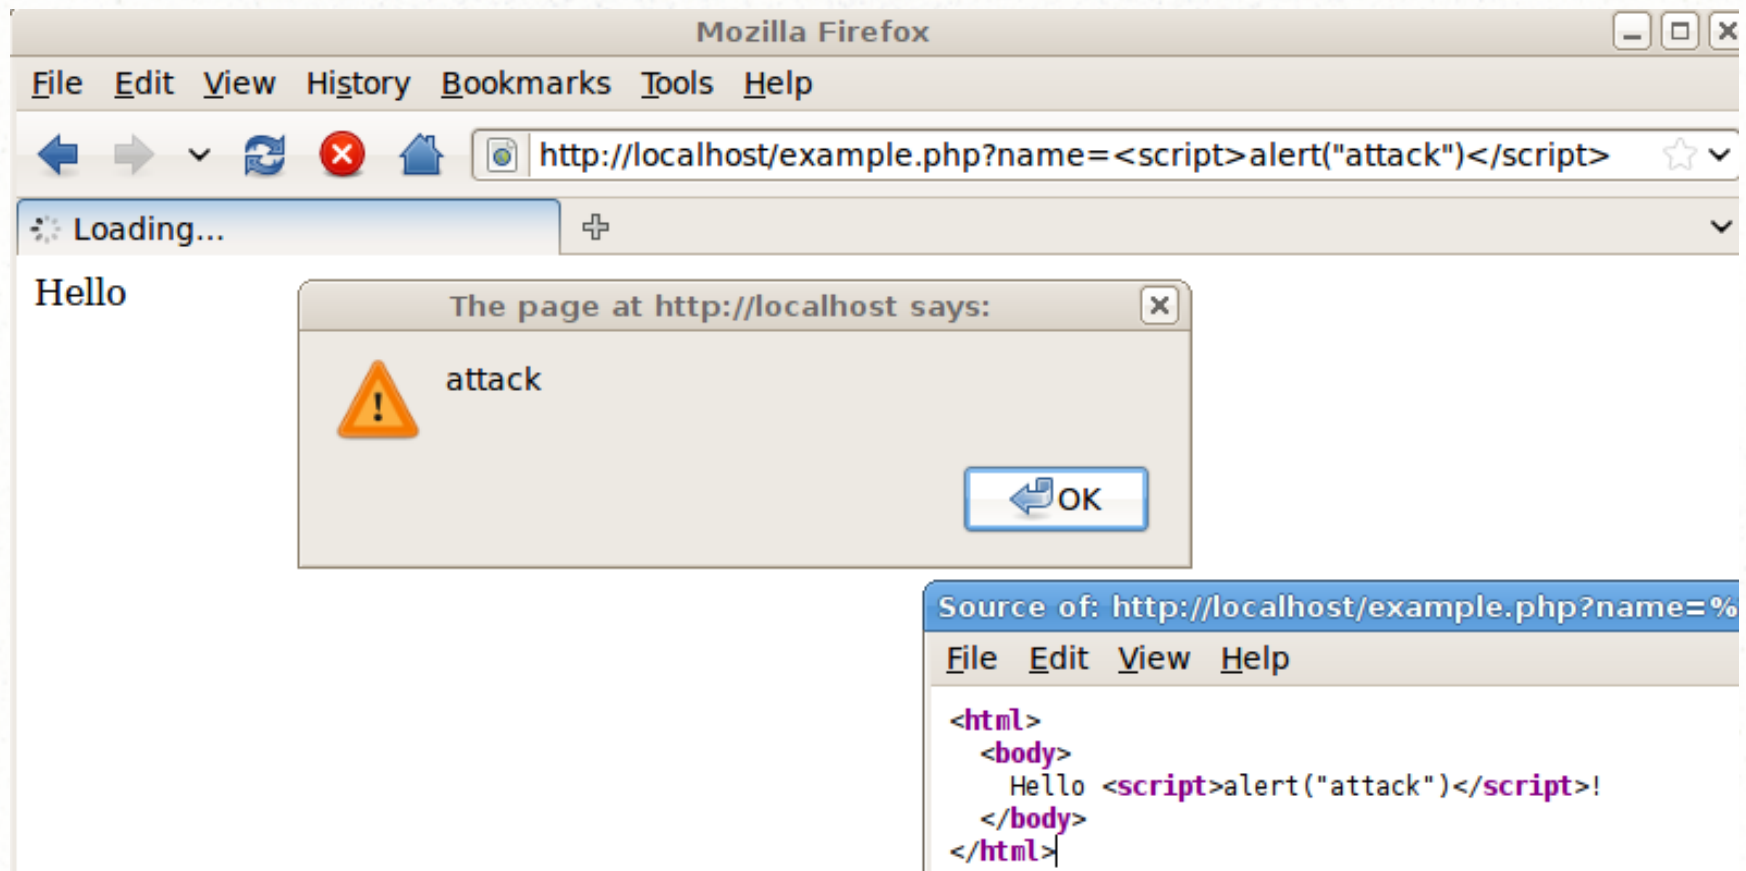 Mozilla Firefox
File Edit View History Bookmarks Tools Help
http://localhost/example.php?name=<script>alert("attack")</script>
Loading...
Hello
The page at http://localhost says:
attack
OK
Source of: http://localhost/example.php?name=%
File Edit View Help
<html>
<body>
Hello <script>alert("attack")</script>!
</body>
</html>